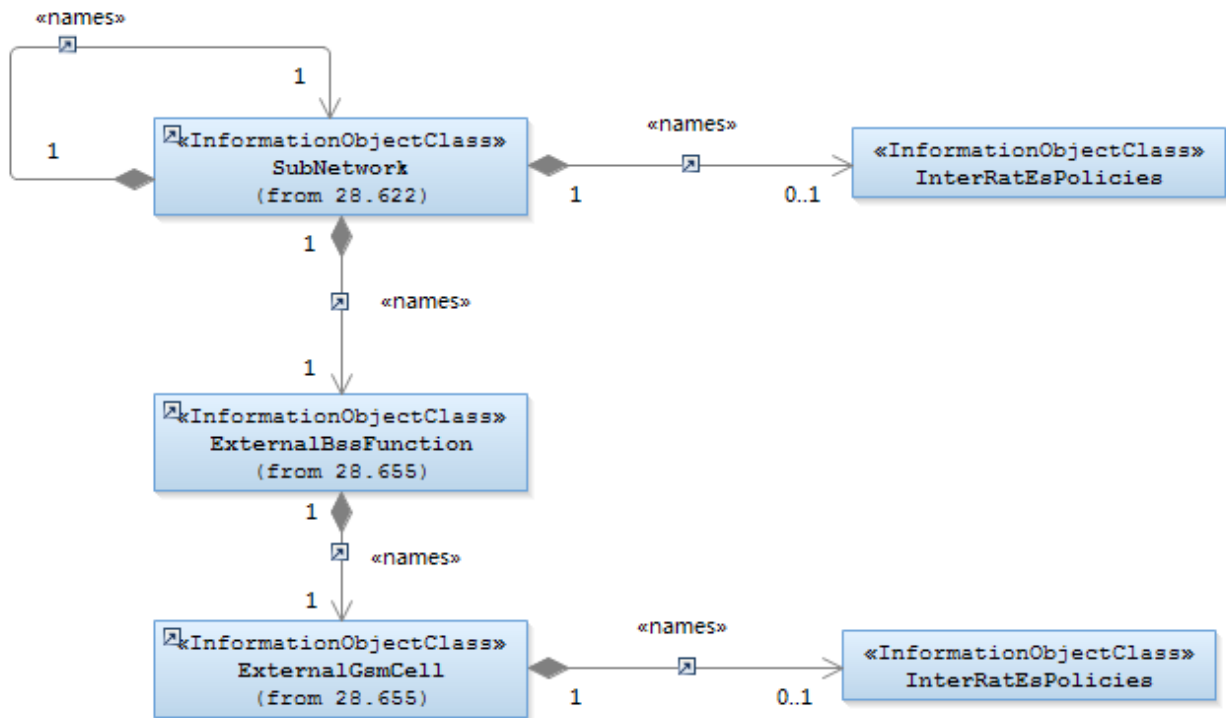 «names»
1
1
«InformationObjectClass»
SubNetwork
(from 28.622)
«names»
1
0..1
«InformationObjectClass»
InterRatEsPolicies
1
«names»
1
«InformationObjectClass»
ExternalBssFunction
(from 28.655)
1
«names»
1
«InformationObjectClass»
ExternalGsmCell
(from 28.655)
«names»
1
0..1
«InformationObjectClass»
InterRatEsPolicies